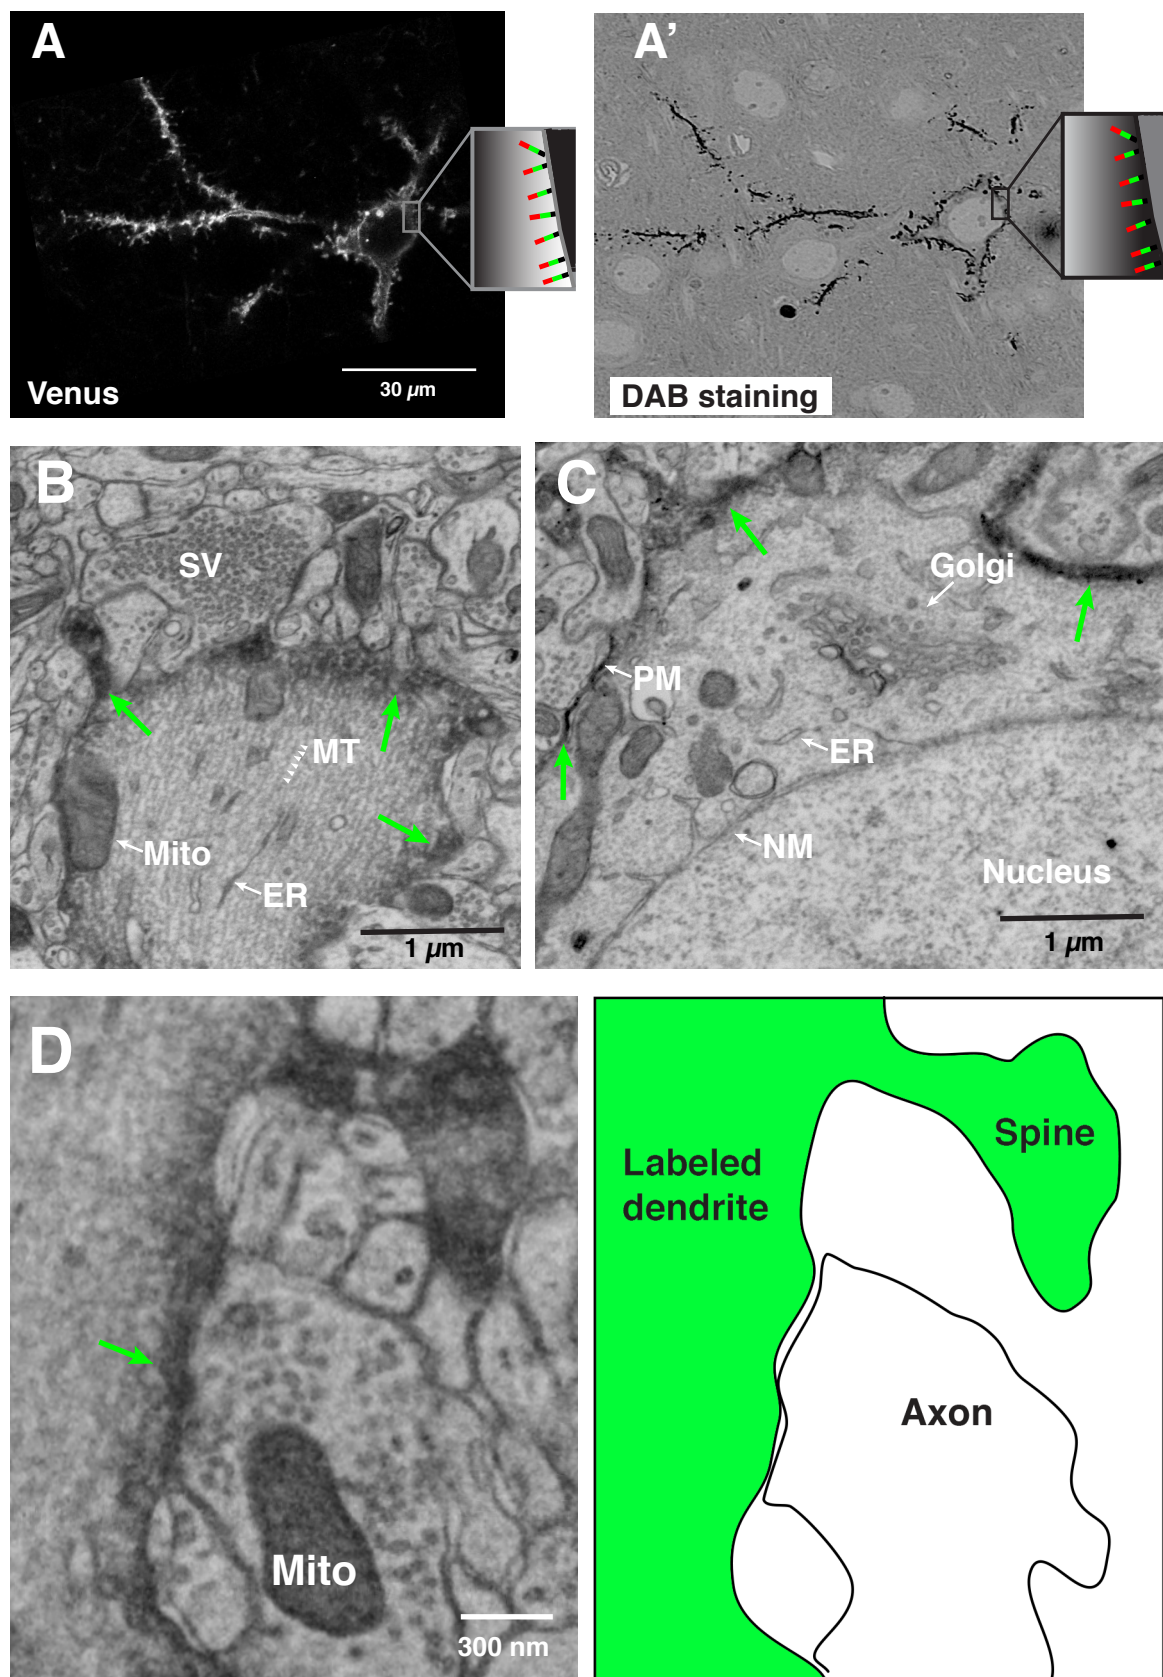 A
Venus
30 µm
A’
DAB staining
B
SV
MT
Mito
ER
1 µm
C
Golgi
PM
ER
NM
Nucleus
1 µm
D
Mito
300 nm
Labeled
dendrite
Spine
Axon